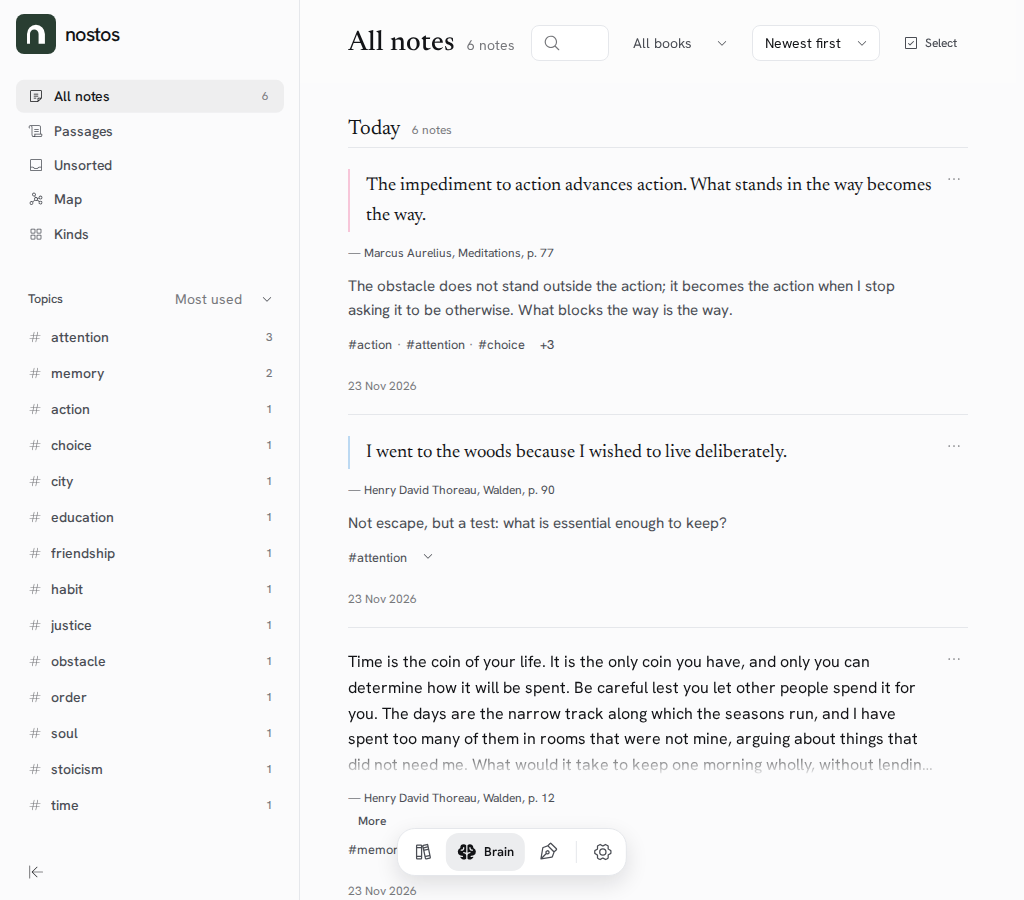 nostos
All notes 6
Passages
Unsorted
Map
Kinds
Topics Most used
# attention 3
# memory 2
# action 1
# choice 1
# city 1
# education 1
# friendship 1
# habit 1
# justice 1
# obstacle 1
# order 1
# soul 1
# stoicism 1
# time 1
All notes 6 notes All books Newest first Select
Today 6 notes
The impediment to action advances action. What stands in the way becomes
the way.
— Marcus Aurelius, Meditations, p. 77
The obstacle does not stand outside the action; it becomes the action when I stop
asking it to be otherwise. What blocks the way is the way.
#action · #attention · #choice +3
23 Nov 2026
I went to the woods because I wished to live deliberately.
— Henry David Thoreau, Walden, p. 90
Not escape, but a test: what is essential enough to keep?
#attention
23 Nov 2026
Time is the coin of your life. It is the only coin you have, and only you can
determine how it will be spent. Be careful lest you let other people spend it for
you. The days are the narrow track along which the seasons run, and I have
spent too many of them in rooms that were not mine, arguing about things that
did not need me. What would it take to keep one morning wholly, without lendin...
— Henry David Thoreau, Walden, p. 12
More
#memor
23 Nov 2026
Brain